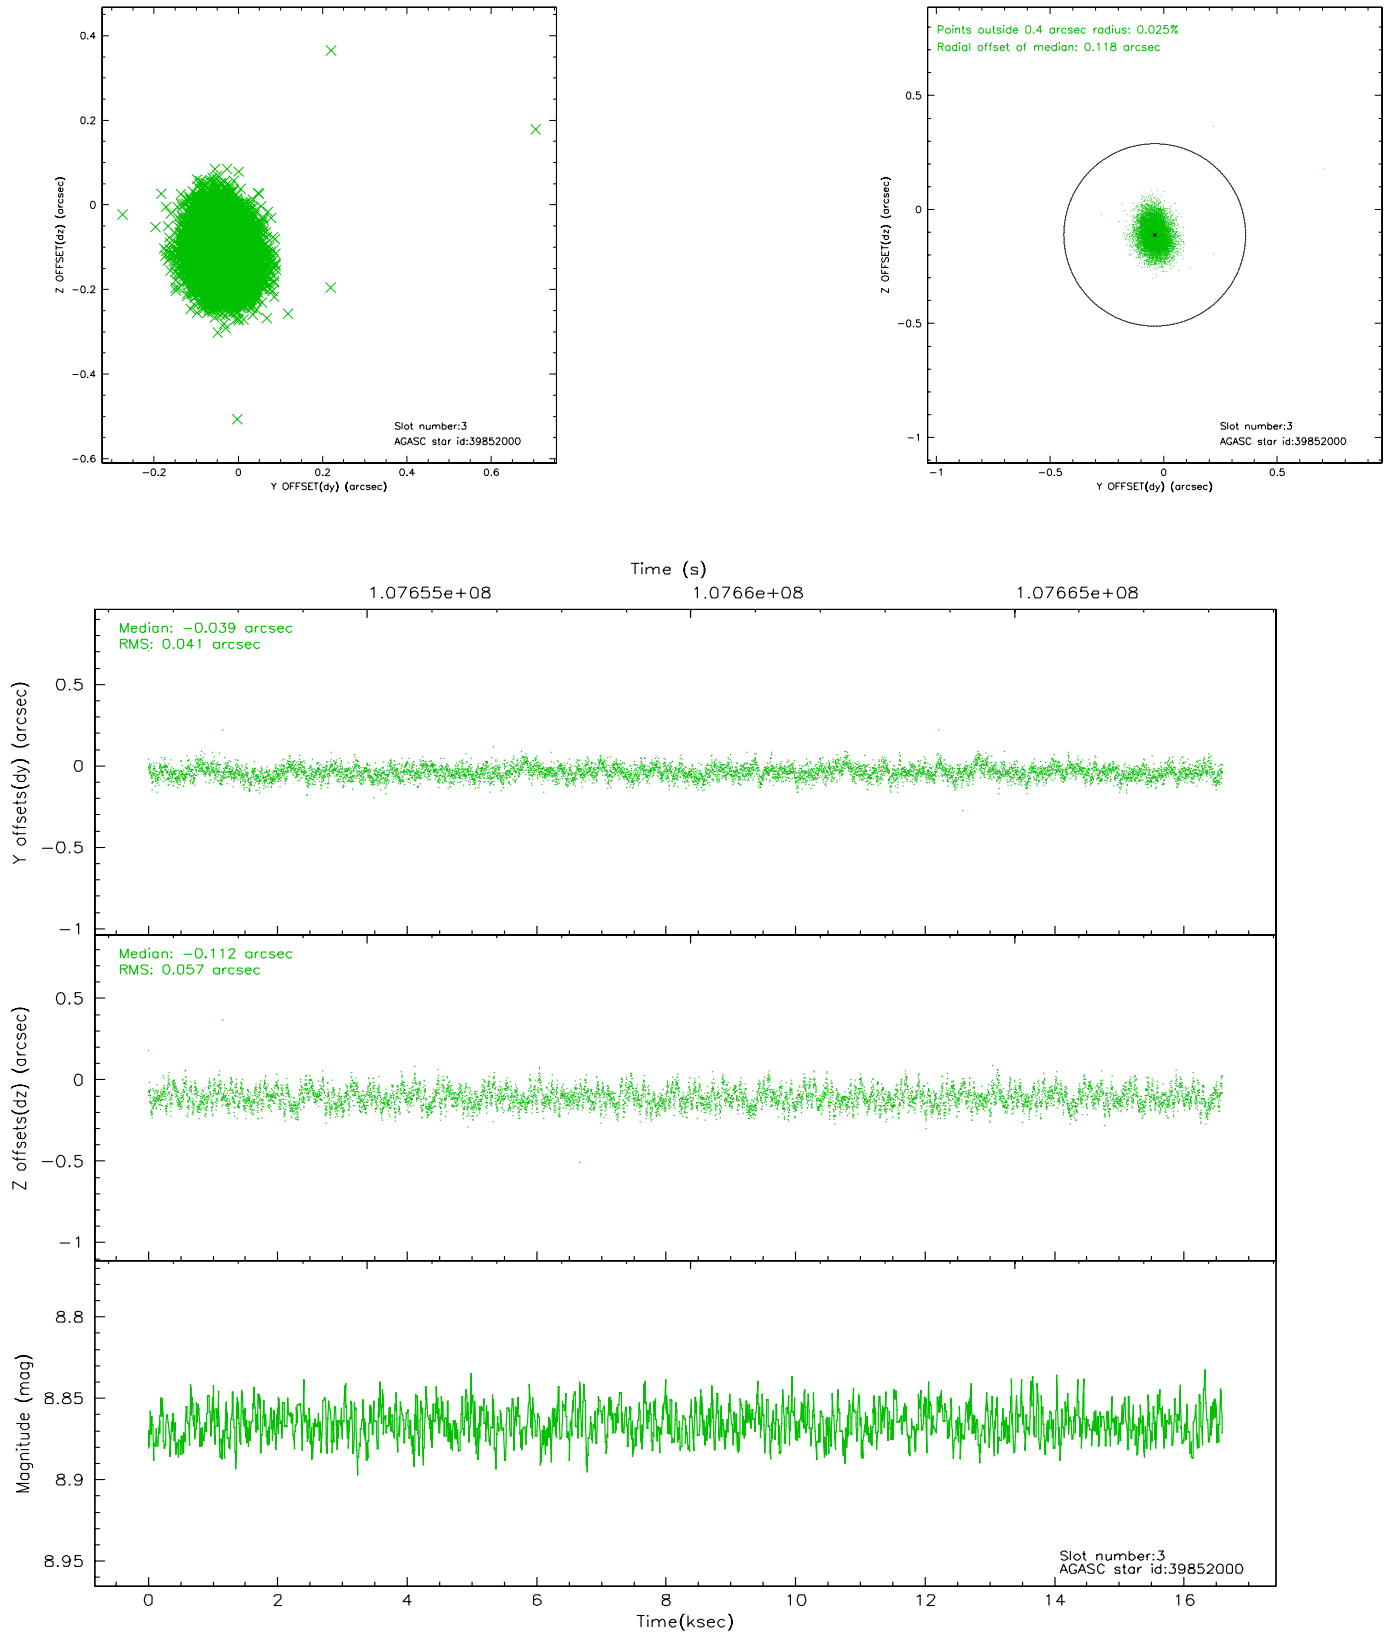 0.4
0.2
0
−0.2
−0.4
−0.6
−0.2
0
0.2
0.4
0.6
Z OFFSET(dz) (arcsec)
Y OFFSET(dy) (arcsec)
Slot number:3
AGASC star id:39852000
Points outside 0.4 arcsec radius: 0.025%
Radial offset of median: 0.118 arcsec
0.5
0
−0.5
−1
−1
−0.5
0
0.5
Z OFFSET(dz) (arcsec)
Y OFFSET(dy) (arcsec)
Slot number:3
AGASC star id:39852000
Time (s)
1.07655e+08
1.0766e+08
1.07665e+08
Median: −0.039 arcsec
RMS: 0.041 arcsec
0.5
0
−0.5
−1
Y offsets(dy) (arcsec)
Median: −0.112 arcsec
RMS: 0.057 arcsec
0.5
0
−0.5
−1
Z offsets(dz) (arcsec)
8.8
8.85
8.9
8.95
Magnitude (mag)
Slot number:3
AGASC star id:39852000
0
2
4
6
8
10
12
14
16
Time(ksec)